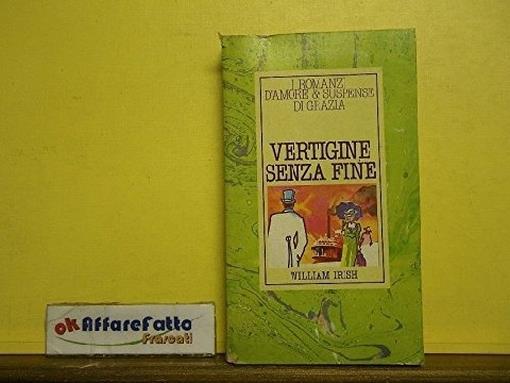 I ROMANZI
D'AMORE & SUSPENSE
DI GRAZIA
VERTIGINE
SENZA FINE
WILLIAM IRISH
okAffareFatto
Frascati